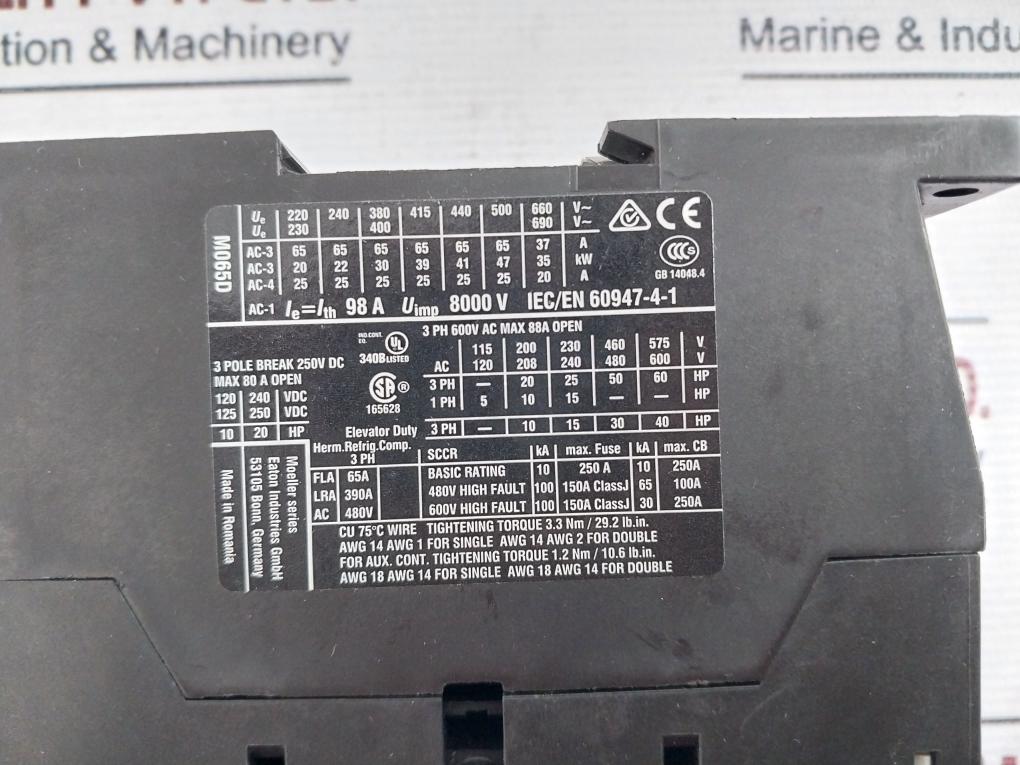 tion & Machinery
Marine & Indu
M065D
Ue 220 240 380 415 440 500 660 V~
Ue 230 400 690 V~
AC-3 65 65 65 65 65 65 37 A
AC-3 20 22 30 39 41 47 35 kW
AC-4 25 25 25 25 25 25 20 A
AC-1 Ie=Ith 98 A Uimp 8000 V IEC/EN 60947-4-1
CE
CCC S
GB 14048.4
3 POLE BREAK 250V DC
MAX 80 A OPEN
120 240 VDC
125 250 VDC
10 20 HP
IND.CONT.
EQ.
UL
340B LISTED
SA ®
165628
3 PH 600V AC MAX 88A OPEN
115 200 230 460 575 V
AC 120 208 240 480 600 V
3 PH — 20 25 50 60 HP
1 PH 5 10 15 — — HP
Elevator Duty 3 PH — 10 15 30 40 HP
Herm.Refrig.Comp.
3 PH
FLA 65A
LRA 390A
AC 480V
SCCR kA max. Fuse kA max. CB
BASIC RATING 10 250 A 10 250A
480V HIGH FAULT 100 150A ClassJ 65 100A
600V HIGH FAULT 100 150A ClassJ 30 250A
CU 75°C WIRE TIGHTENING TORQUE 3.3 Nm / 29.2 lb.in.
AWG 14 AWG 1 FOR SINGLE AWG 14 AWG 2 FOR DOUBLE
FOR AUX. CONT. TIGHTENING TORQUE 1.2 Nm / 10.6 lb.in.
AWG 18 AWG 14 FOR SINGLE AWG 18 AWG 14 FOR DOUBLE
Moeller series
Eaton Industries GmbH
53105 Bonn, Germany
Made in Romania